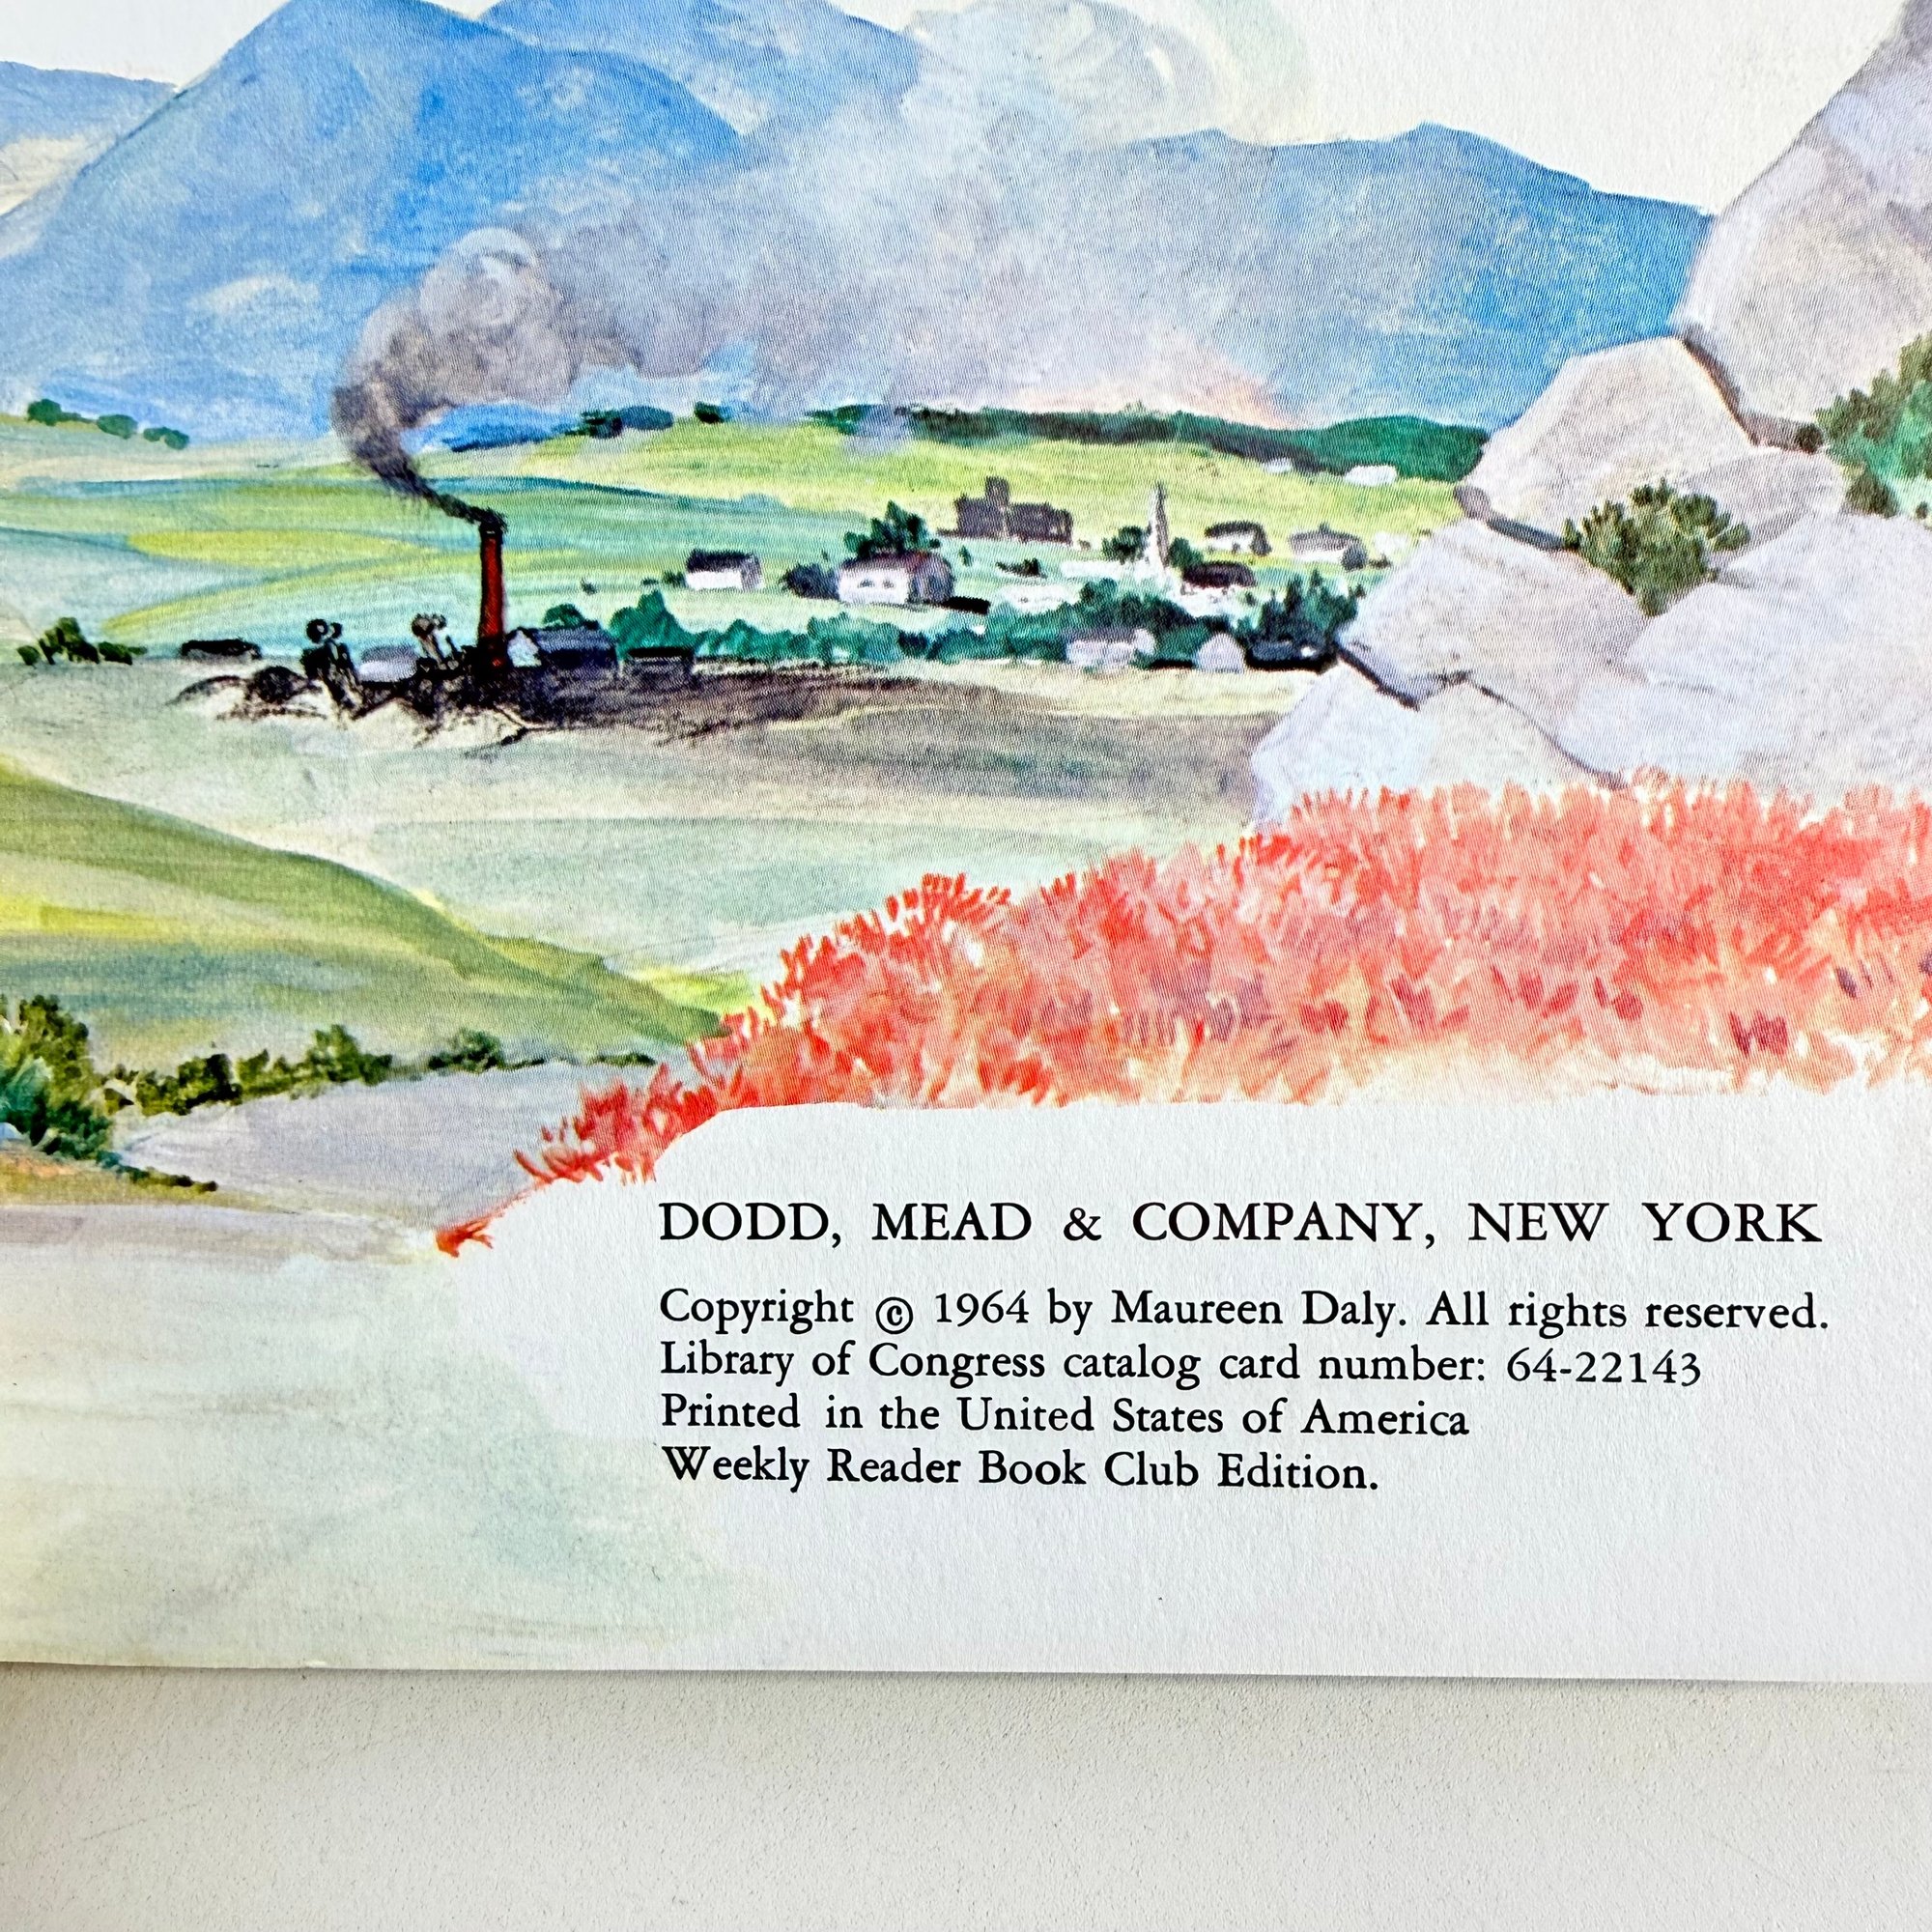 DODD, MEAD & COMPANY, NEW YORK
Copyright © 1964 by Maureen Daly. All rights reserved.
Library of Congress catalog card number: 64-22143
Printed in the United States of America
Weekly Reader Book Club Edition.